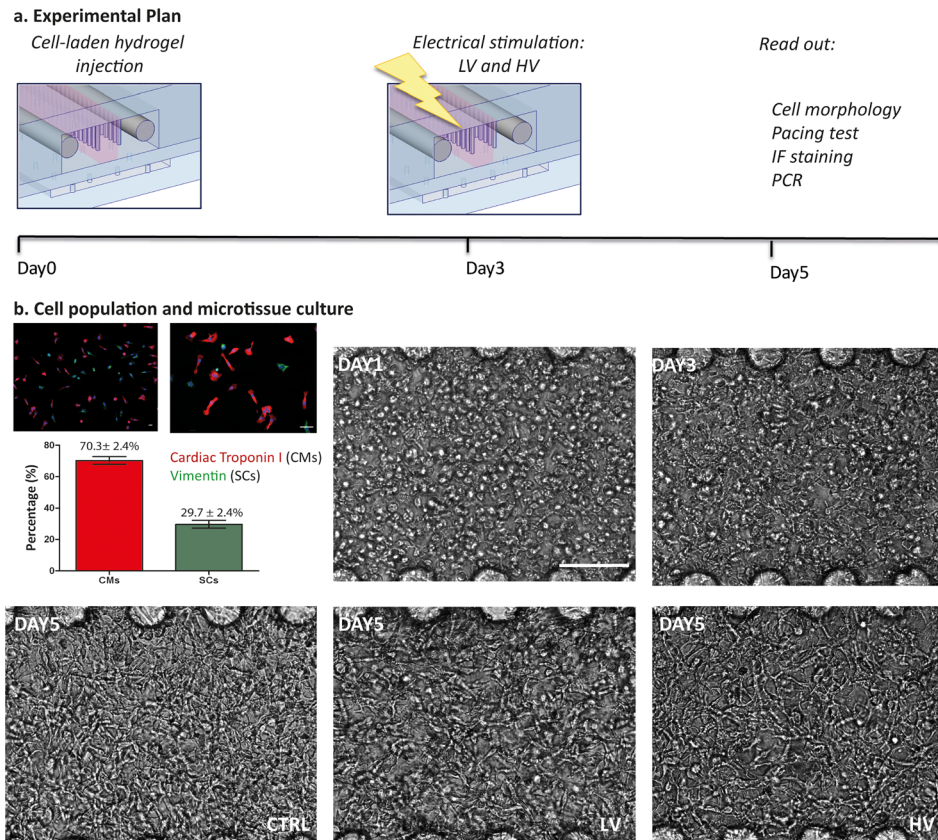 a. Experimental Plan
Cell-laden hydrogel
injection
Electrical stimulation:
LV and HV
Read out:
Cell morphology
Pacing test
IF staining
PCR
Day0
Day3
Day5
b. Cell population and microtissue culture
80
60
40
20
0
Percentage (%)
70.3± 2.4%
29.7 ± 2.4%
CMs
SCs
Cardiac Troponin I (CMs)
Vimentin (SCs)
DAY1
DAY3
DAY5
CTRL
DAY5
LV
DAY5
HV